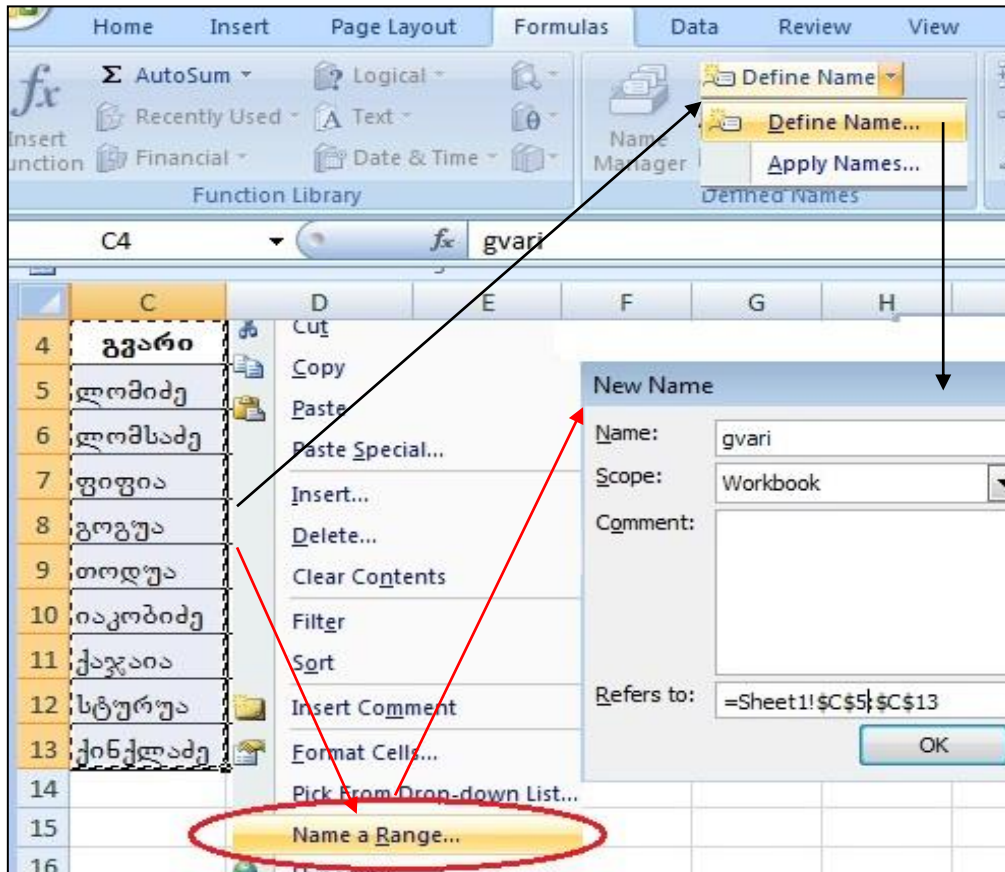 Home Insert Page Layout Formulas Data Review View
fx Σ AutoSum Logical Define Name
Recently Used Text Define Name...
Insert Function Financial Date & Time Name Manager Apply Names...
Function Library Defined Names
C4 fx gvari
C D E F G H
4 გვარი
5 ლომიძე
6 ლომსაძე
7 ფიფია
8 გოგუა
9 თოდუა
10 იაკობიძე
11 ქაჯაია
12 სტურუა
13 ქინქლაძე
14
15
16
Cut
Copy
Paste
Paste Special...
Insert...
Delete...
Clear Contents
Filter
Sort
Insert Comment
Format Cells...
Pick From Drop-down List...
Name a Range...
New Name
Name: gvari
Scope: Workbook
Comment:
Refers to: =Sheet1!$C$5:$C$13
OK